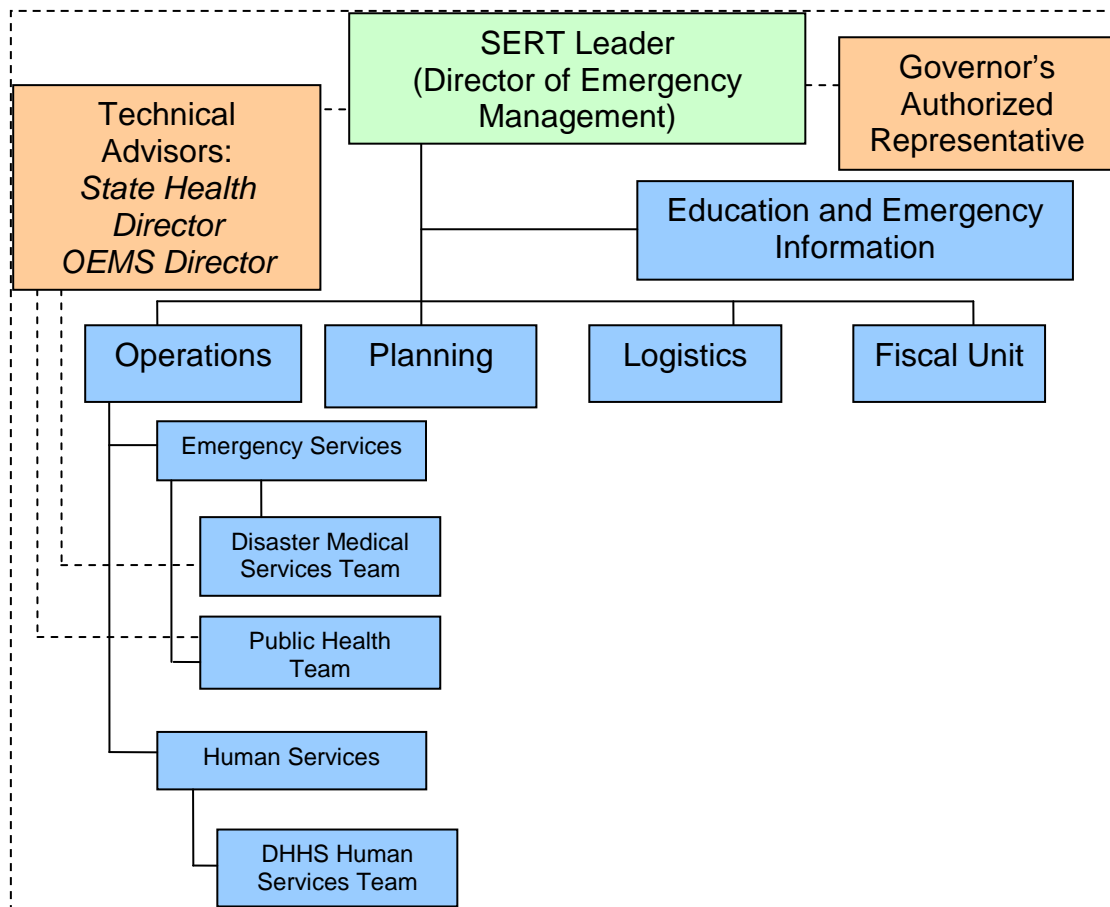 SERT Leader
(Director of Emergency
Management)
Governor’s
Authorized
Representative
Technical
Advisors:
State Health
Director
OEMS Director
Education and Emergency
Information
Operations
Planning
Logistics
Fiscal Unit
Emergency Services
Disaster Medical
Services Team
Public Health
Team
Human Services
DHHS Human
Services Team